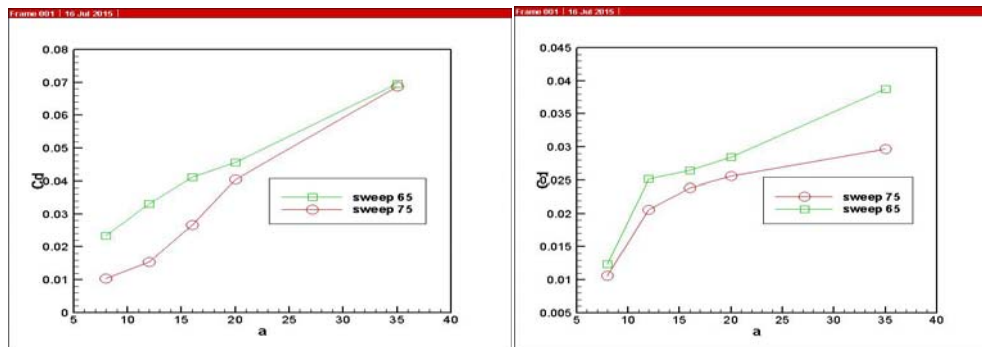 Frame 001 | 16 Jul 2015 |
0.08
0.07
0.06
0.05
0.04
0.03
0.02
0.01
0
Cd
sweep 65
sweep 75
5 10 15 20 25 30 35 40
a
Frame 001 | 16 Jul 2015 |
0.045
0.04
0.035
0.03
0.025
0.02
0.015
0.01
0.005
Cd
sweep 75
sweep 65
5 10 15 20 25 30 35 40
a